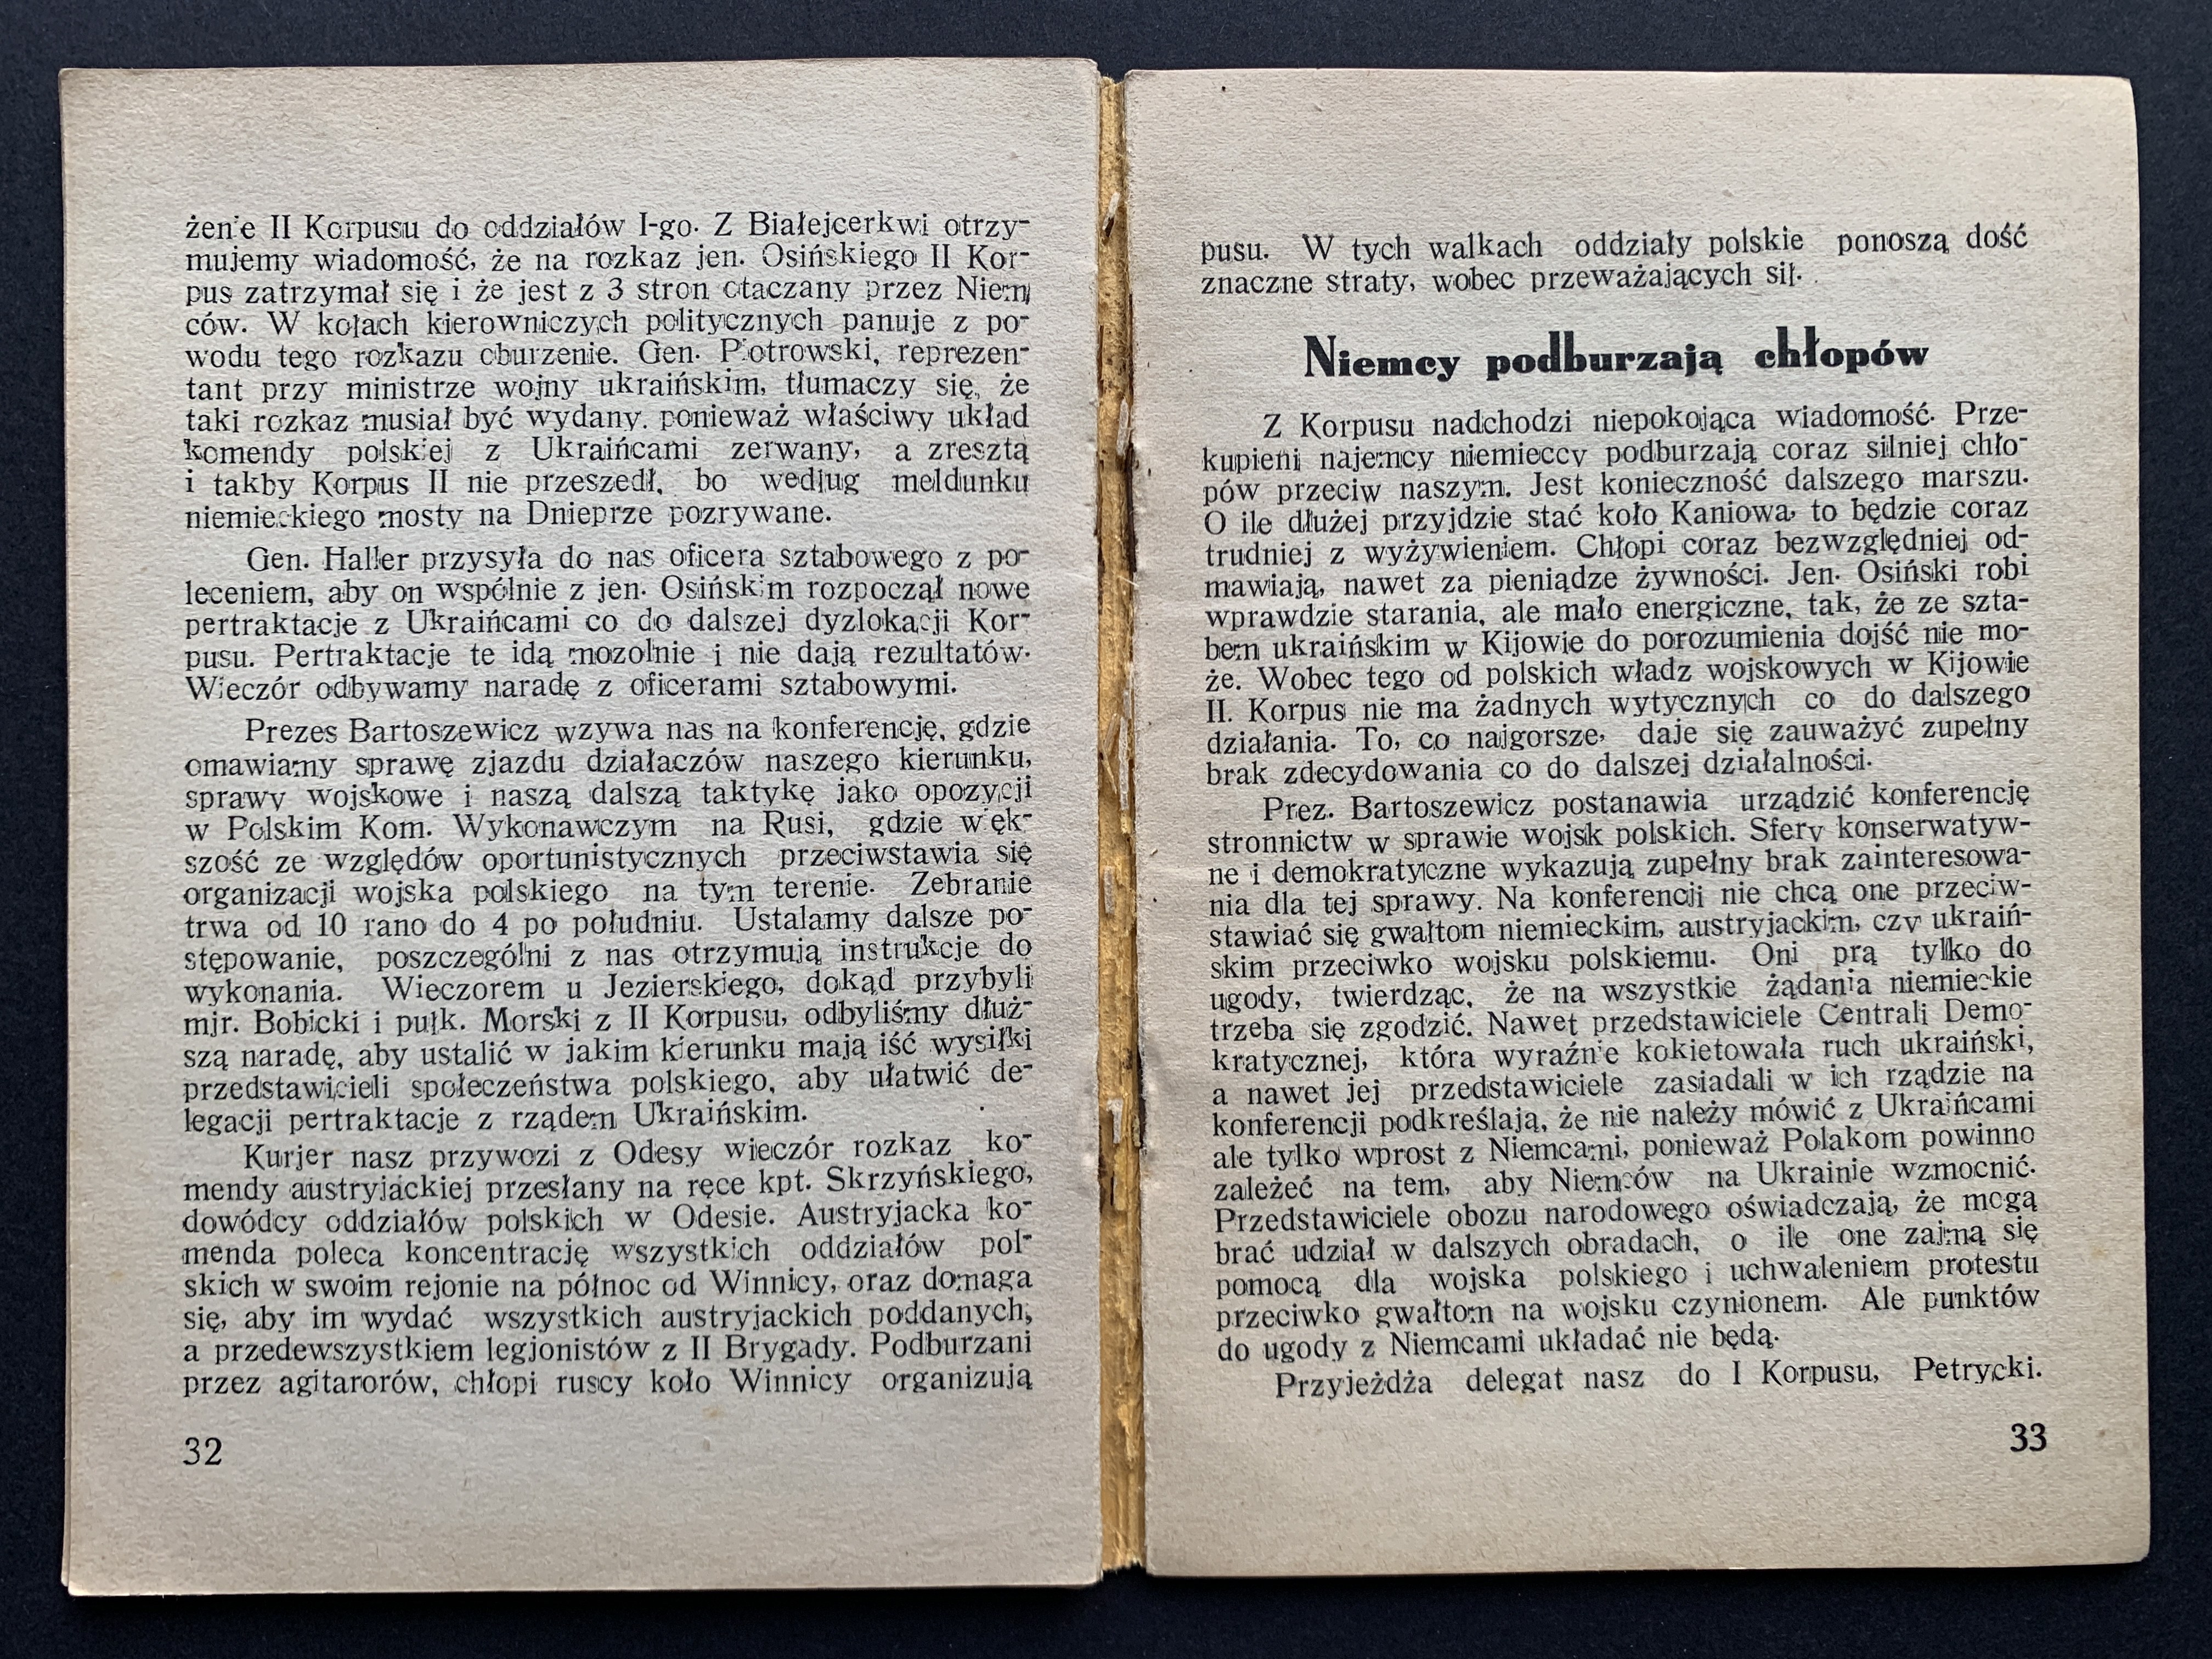 żenie II Korpusu do oddziałów I-go. Z Białejcerkwi otrzy-
mujemy wiadomość, że na rozkaz jen. Osińskiego II Kor-
pus zatrzymał się i że jest z 3 stron otaczany przez Niem
ców. W kołach kierowniczych politycznych panuje z po-
wodu tego rozkazu oburzenie. Gen. Piotrowski, reprezen-
tant przy ministrze wojny ukraińskim, tłumaczy się, że
taki rozkaz musiał być wydany. ponieważ właściwy układ
komendy polskiej z Ukraińcami zerwany, a zresztą
i takby Korpus II nie przeszedł, bo według meldunku
niemieckiego mosty na Dnieprze pozrywane.
Gen. Haller przysyła do nas oficera sztabowego z po-
leceniem, aby on wspólnie z jen. Osińskim rozpoczął nowe
pertraktacje z Ukraińcami co do dalszej dyzlokacji Kor-
pusu. Pertraktacje te idą mozolnie i nie dają rezultatów.
Wieczór odbywamy naradę z oficerami sztabowymi.
Prezes Bartoszewicz wzywa nas na konferencję, gdzie
omawiamy sprawę zjazdu działaczów naszego kierunku,
sprawy wojskowe i naszą dalszą taktykę jako opozycji
w Polskim Kom. Wykonawczym na Rusi, gdzie więk-
szość ze względów oportunistycznych przeciwstawia się
organizacji wojska polskiego na tym terenie. Zebranie
trwa od 10 rano do 4 po południu. Ustalamy dalsze po-
stępowanie, poszczególni z nas otrzymują instrukcje do
wykonania. Wieczorem u Jezierskiego, dokąd przybyli
mjr. Bobicki i pułk. Morski z II Korpusu, odbyliśmy dłuż-
szą naradę, aby ustalić w jakim kierunku mają iść wysiłki
przedstawicieli społeczeństwa polskiego, aby ułatwić de-
legacji pertraktacje z rządem Ukraińskim.
Kurjer nasz przywozi z Odesy wieczór rozkaz ko-
mendy austryjackiej przesłany na ręce kpt. Skrzyńskiego,
dowódcy oddziałów polskich w Odesie. Austryjacka ko-
menda poleca koncentrację wszystkich oddziałów pol-
skich w swoim rejonie na północ od Winnicy, oraz domaga
się, aby im wydać wszystkich austryjackich poddanych,
a przedewszystkiem legjonistów z II Brygady. Podburzani
przez agitarorów, chłopi ruscy koło Winnicy organizują
32
pusu. W tych walkach oddziały polskie ponoszą dość
znaczne straty, wobec przeważających sił.
Niemcy podburzają chłopów
Z Korpusu nadchodzi niepokojąca wiadomość. Prze-
kupieni najemcy niemieccy podburzają coraz silniej chło-
pów przeciw naszym. Jest konieczność dalszego marszu.
O ile dłużej przyjdzie stać koło Kaniowa, to będzie coraz
trudniej z wyżywieniem. Chłopi coraz bezwzględniej od-
mawiają, nawet za pieniądze żywności. Jen. Osiński robi
wprawdzie starania, ale mało energiczne, tak, że ze szta-
bem ukraińskim w Kijowie do porozumienia dojść nie mo-
że. Wobec tego od polskich władz wojskowych w Kijowie
II. Korpus nie ma żadnych wytycznych co do dalszego
działania. To, co najgorsze, daje się zauważyć zupełny
brak zdecydowania co do dalszej działalności.
Prez. Bartoszewicz postanawia urządzić konferencję
stronnictw w sprawie wojsk polskich. Sfery konserwatyw-
ne i demokratyczne wykazują zupełny brak zainteresowa-
nia dla tej sprawy. Na konferencji nie chcą one przeciw-
stawiać się gwałtom niemieckim, austryjackim, czy ukraiń-
skim przeciwko wojsku polskiemu. Oni prą tylko do
ugody, twierdząc, że na wszystkie żądania niemieckie
trzeba się zgodzić. Nawet przedstawiciele Centrali Demo-
kratycznej, która wyraźnie kokietowała ruch ukraiński,
a nawet jej przedstawiciele zasiadali w ich rządzie na
konferencji podkreślają, że nie należy mówić z Ukraińcami
ale tylko wprost z Niemcami, ponieważ Polakom powinno
zależeć na tem, aby Niemców na Ukrainie wzmocnić.
Przedstawiciele obozu narodowego oświadczają, że mogą
brać udział w dalszych obradach, o ile one zajmą się
pomocą dla wojska polskiego i uchwaleniem protestu
przeciwko gwałtom na wojsku czynionem. Ale punktów
do ugody z Niemcami układać nie będą.
Przyjeżdża delegat nasz do I Korpusu, Petrycki.
33